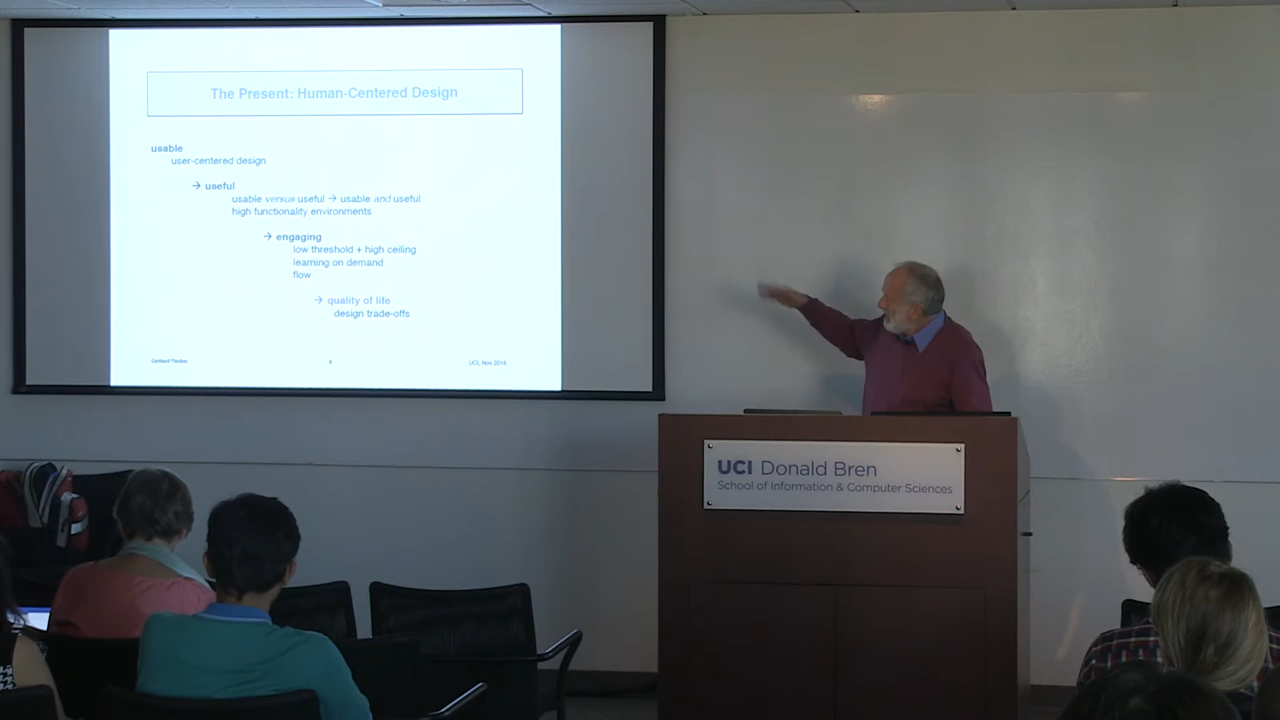 The Present: Human-Centered Design
usable
user-centered design
→ useful
usable versus useful → usable and useful
high functionality environments
→ engaging
low threshold + high ceiling
learning on demand
flow
→ quality of life
design trade-offs
Gerhard Fischer
UCI, Nov 2016
UCI Donald Bren
School of Information & Computer Sciences